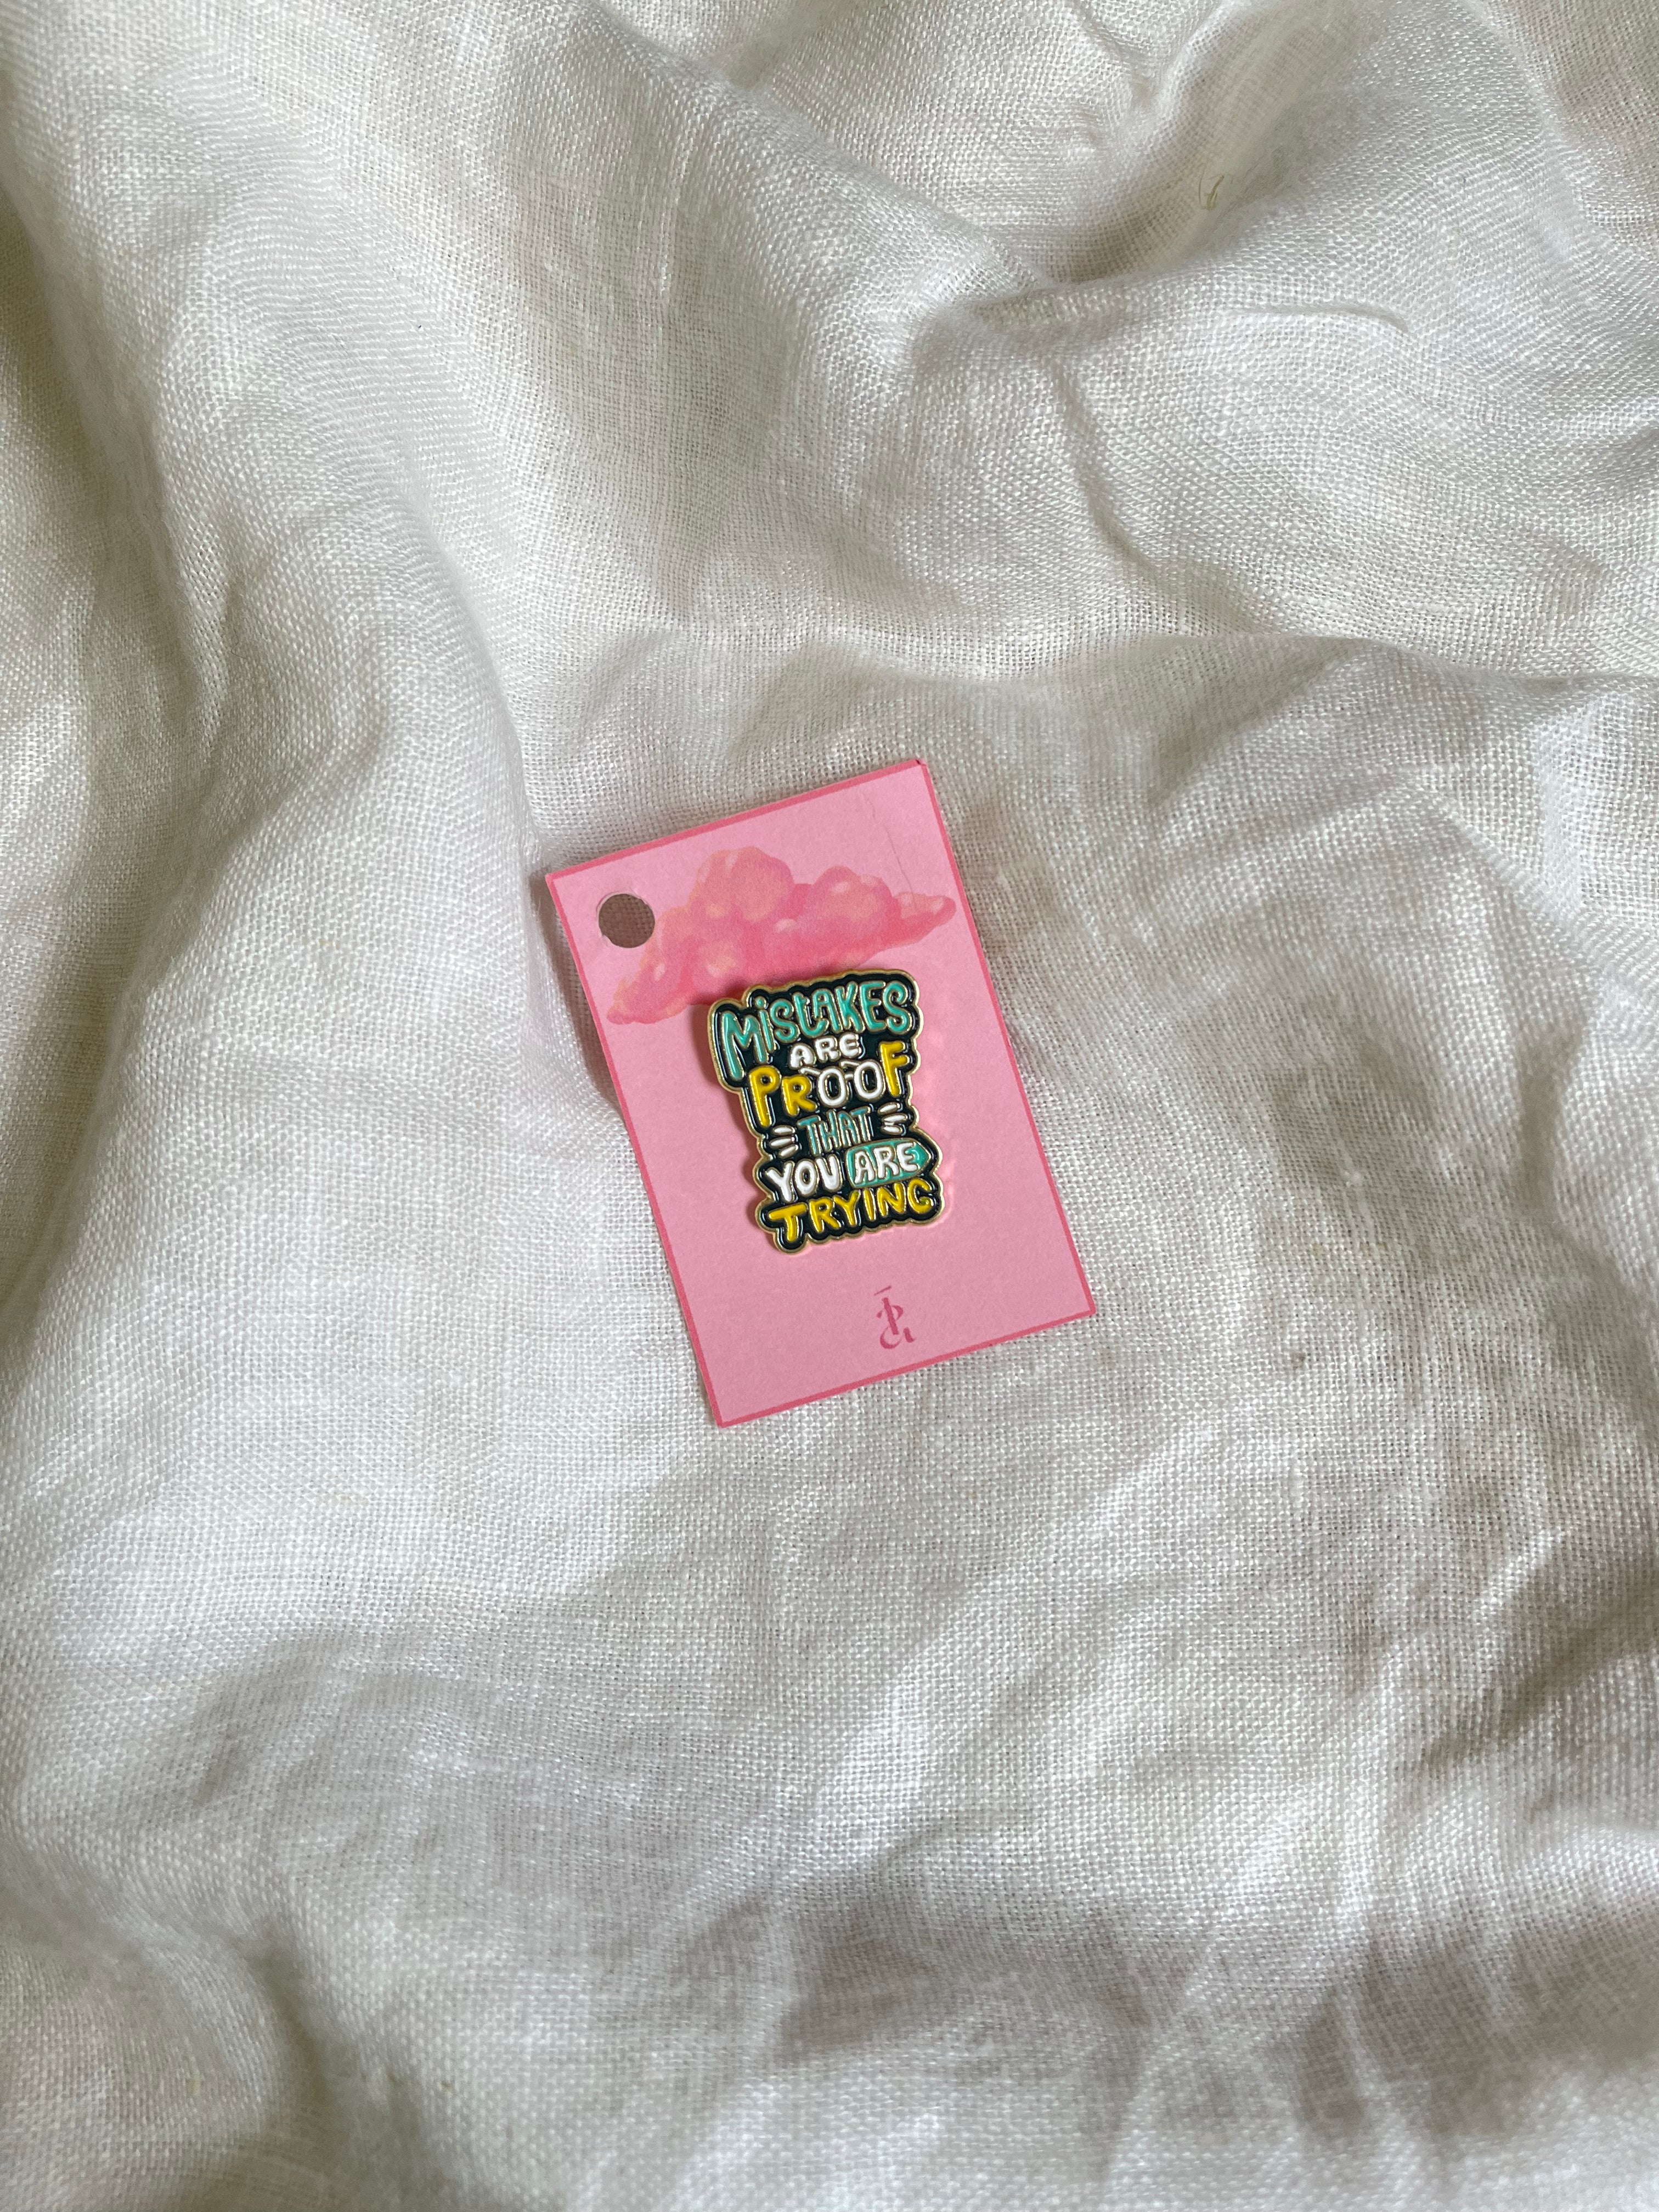 MiStAKES
ARE
PROOF
THAT
YOU ARE
TRYING